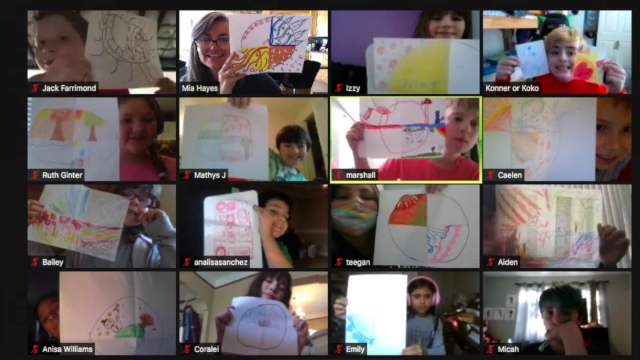 Jack Farrimond
Mia Hayes
Izzy
Konner or Koko
Ruth Ginter
Mathys J
marshall
Caelen
Bailey
analisasanchez
teegan
Aiden
Anisa Williams
Coralei
Emily
Micah